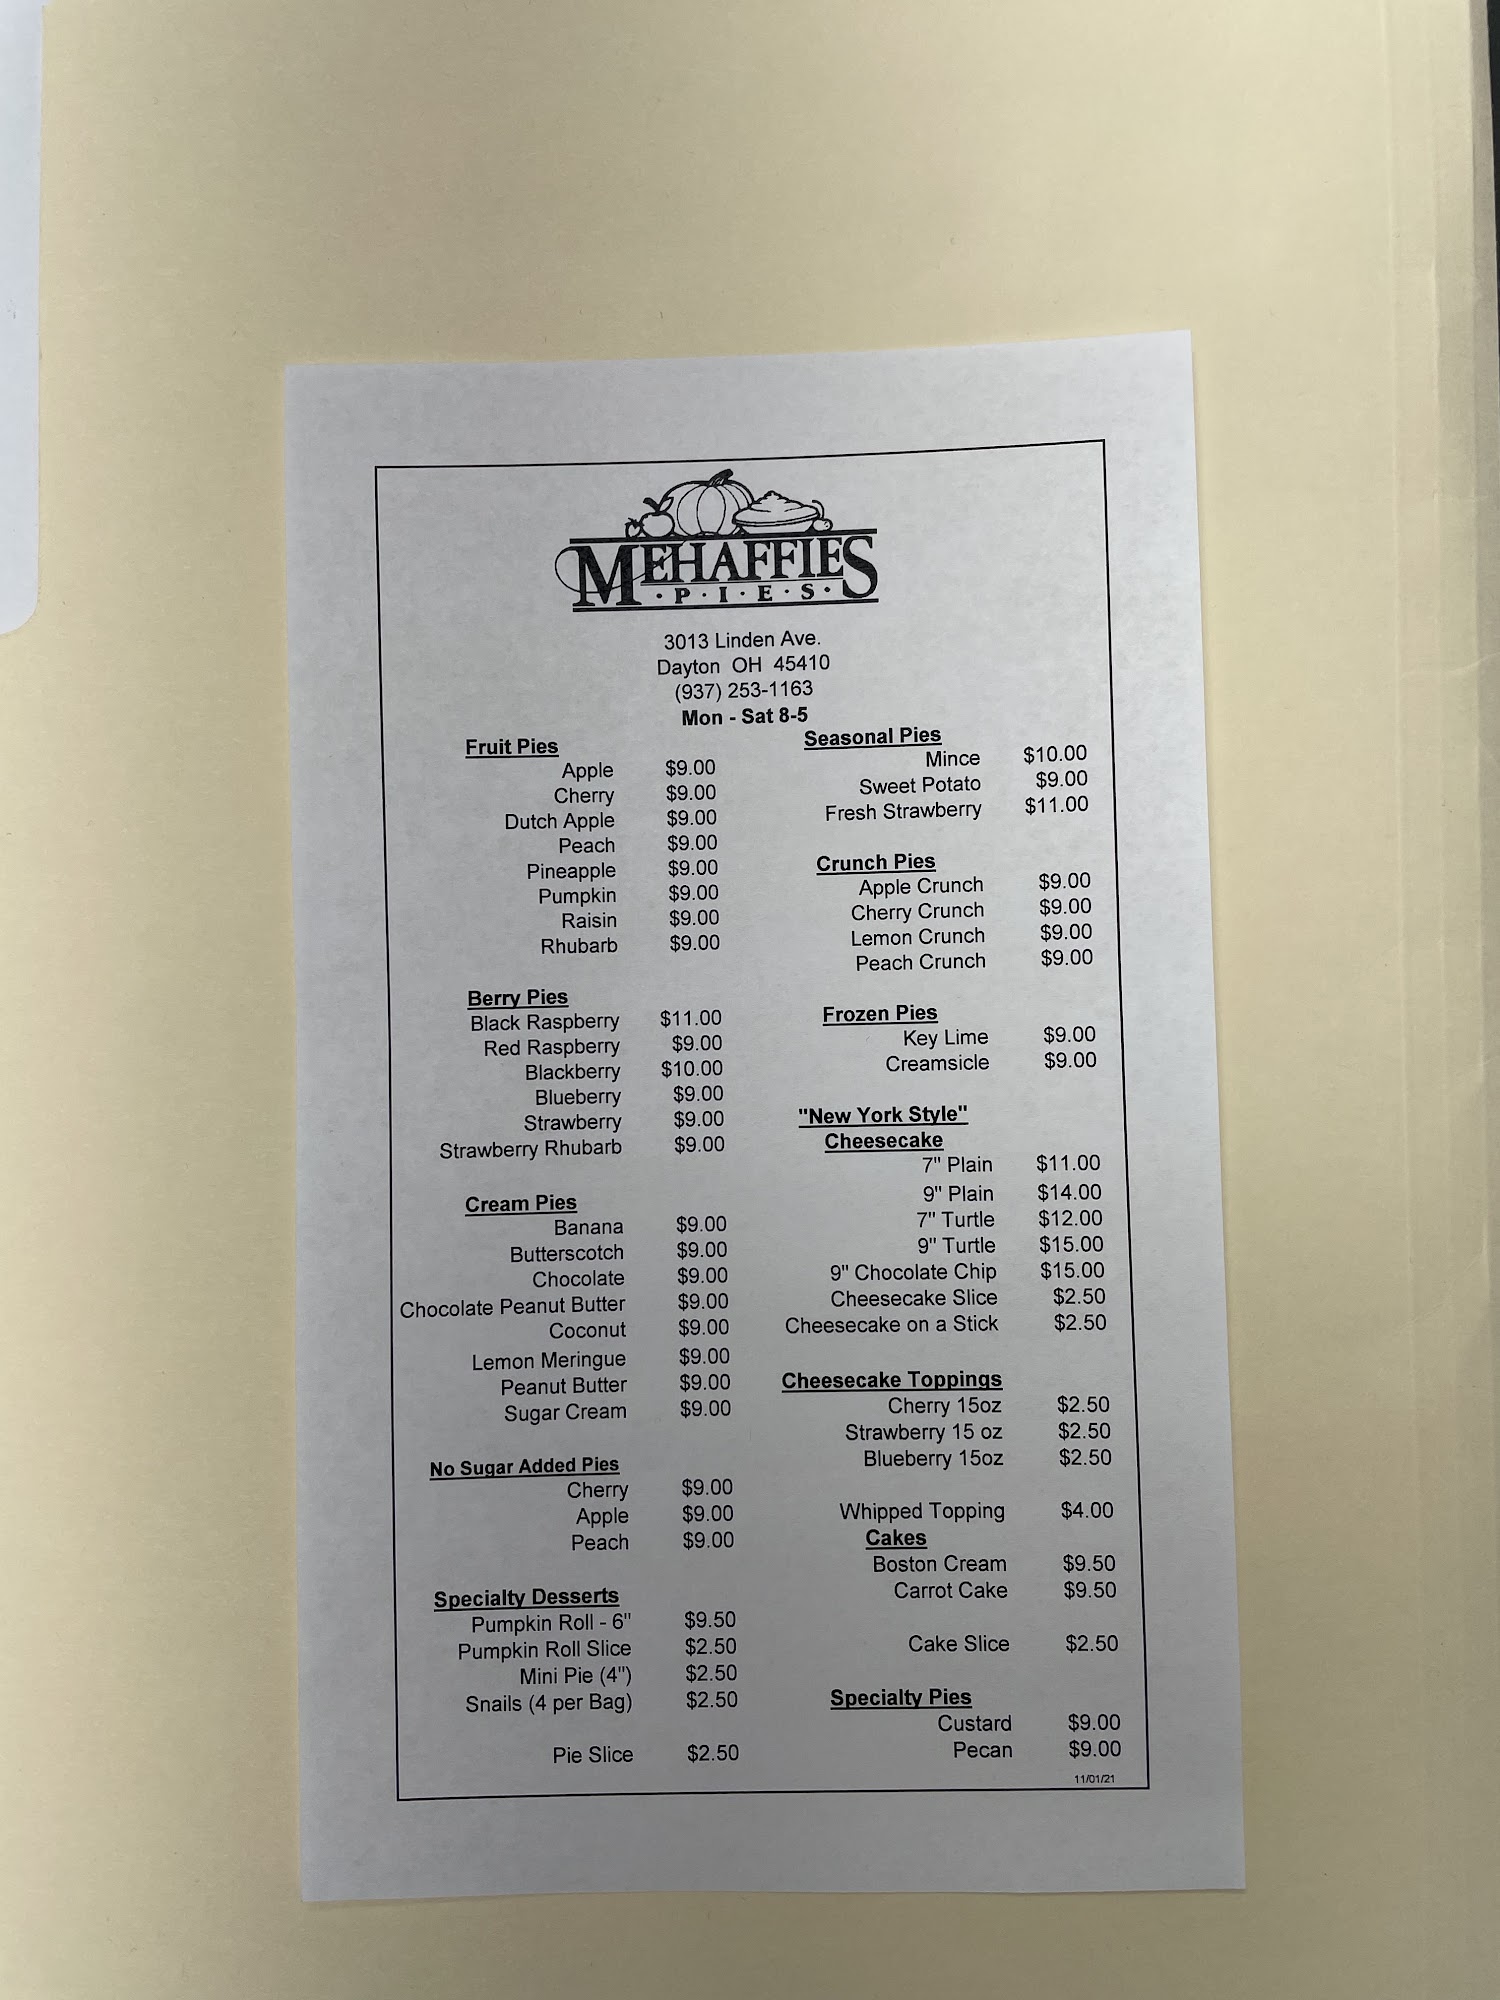 MEHAFFIES
·P·I·E·S·
3013 Linden Ave.
Dayton OH 45410
(937) 253-1163
Mon - Sat 8-5
Fruit Pies
Apple $9.00
Cherry $9.00
Dutch Apple $9.00
Peach $9.00
Pineapple $9.00
Pumpkin $9.00
Raisin $9.00
Rhubarb $9.00
Berry Pies
Black Raspberry $11.00
Red Raspberry $9.00
Blackberry $10.00
Blueberry $9.00
Strawberry $9.00
Strawberry Rhubarb $9.00
Cream Pies
Banana $9.00
Butterscotch $9.00
Chocolate $9.00
Chocolate Peanut Butter $9.00
Coconut $9.00
Lemon Meringue $9.00
Peanut Butter $9.00
Sugar Cream $9.00
No Sugar Added Pies
Cherry $9.00
Apple $9.00
Peach $9.00
Specialty Desserts
Pumpkin Roll - 6" $9.50
Pumpkin Roll Slice $2.50
Mini Pie (4") $2.50
Snails (4 per Bag) $2.50
Pie Slice $2.50
Seasonal Pies
Mince $10.00
Sweet Potato $9.00
Fresh Strawberry $11.00
Crunch Pies
Apple Crunch $9.00
Cherry Crunch $9.00
Lemon Crunch $9.00
Peach Crunch $9.00
Frozen Pies
Key Lime $9.00
Creamsicle $9.00
"New York Style"
Cheesecake
7" Plain $11.00
9" Plain $14.00
7" Turtle $12.00
9" Turtle $15.00
9" Chocolate Chip $15.00
Cheesecake Slice $2.50
Cheesecake on a Stick $2.50
Cheesecake Toppings
Cherry 15oz $2.50
Strawberry 15 oz $2.50
Blueberry 15oz $2.50
Whipped Topping $4.00
Cakes
Boston Cream $9.50
Carrot Cake $9.50
Cake Slice $2.50
Specialty Pies
Custard $9.00
Pecan $9.00
11/01/21